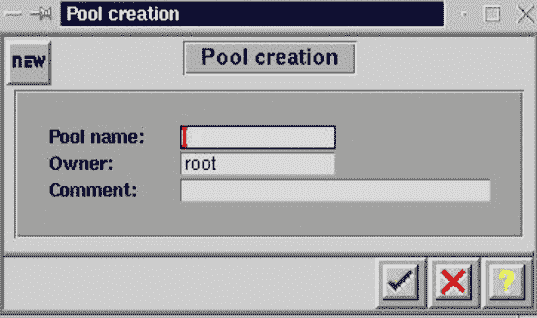 Pool creation
NEW
Pool creation
Pool name:
Owner: root
Comment:
?